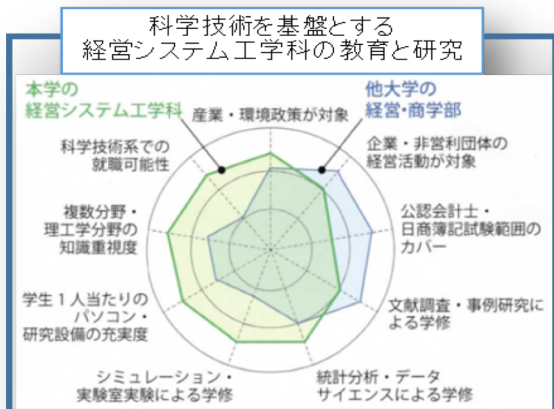 科学技術を基盤とする
経営システム工学科の教育と研究
本学の
経営システム工学科
他大学の
経営・商学部
産業・環境政策が対象
企業・非営利団体の
経営活動が対象
公認会計士・
日商簿記試験範囲の
カバー
文献調査・事例研究に
よる学修
統計分析・データ
サイエンスによる学修
シミュレーション・
実験室実験による学修
学生1人当たりの
パソコン・
研究設備の充実度
複数分野・
理工学分野の
知識重視度
科学技術系での
就職可能性